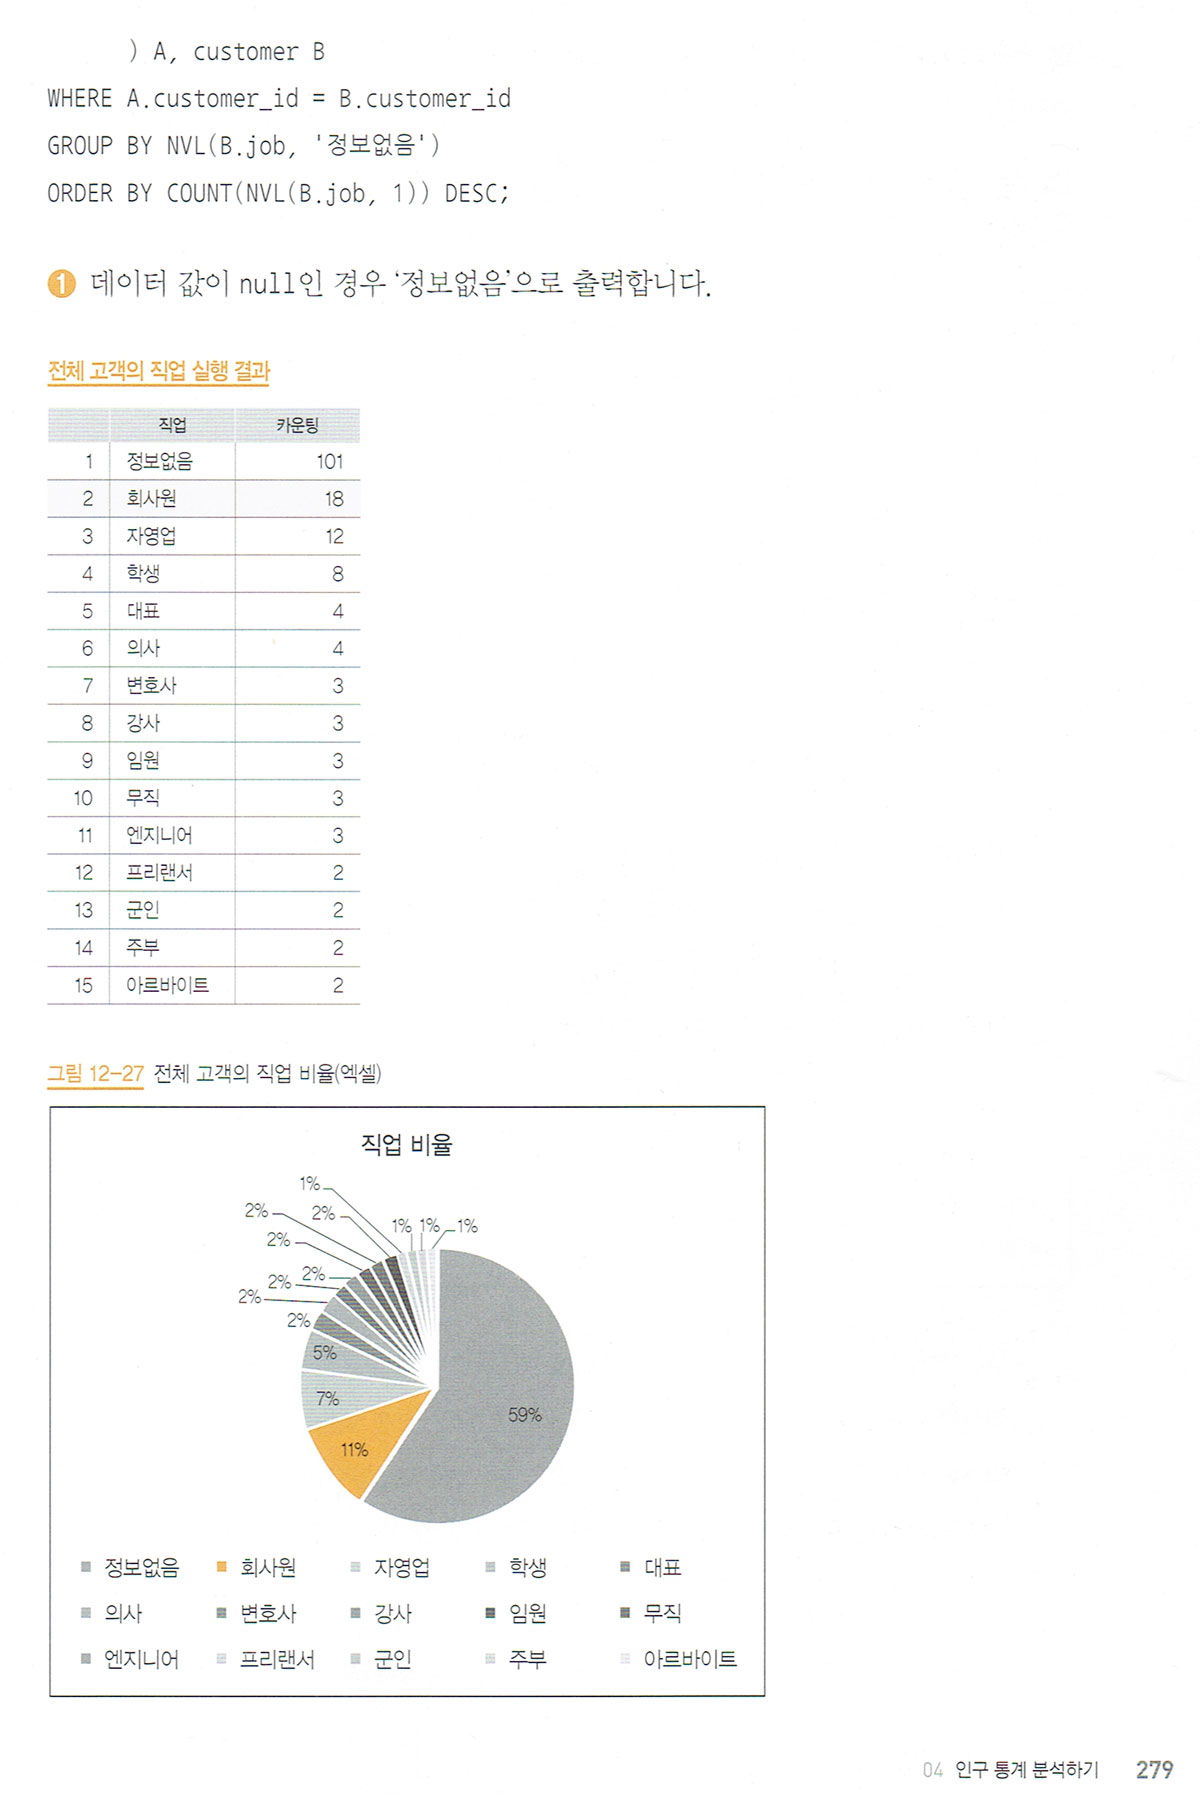 ) A, customer B
WHERE A.customer_id = B.customer_id
GROUP BY NVL(B.job, '정보없음')
ORDER BY COUNT(NVL(B.job, 1)) DESC;
1 데이터 값이 null인 경우 ‘정보없음’으로 출력합니다.
전체 고객의 직업 실행 결과
직업 카운팅
1 정보없음 101
2 회사원 18
3 자영업 12
4 학생 8
5 대표 4
6 의사 4
7 변호사 3
8 강사 3
9 임원 3
10 무직 3
11 엔지니어 3
12 프리랜서 2
13 군인 2
14 주부 2
15 아르바이트 2
그림 12-27 전체 고객의 직업 비율(엑셀)
직업 비율
1%
2% 2%
1% 1% 1%
2%
2% 2%
2%
2%
5%
7%
59%
11%
정보없음 회사원 자영업 학생 대표
의사 변호사 강사 임원 무직
엔지니어 프리랜서 군인 주부 아르바이트
04 인구 통계 분석하기 279